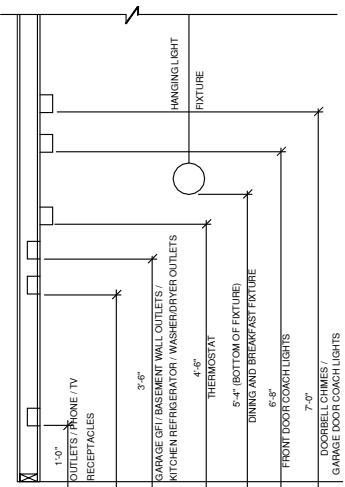 HANGING LIGHT
FIXTURE
1'-0"
OUTLETS / PHONE / TV
RECEPTACLES
3'-6"
GARAGE GFI / BASEMENT WALL OUTLETS /
KITCHEN REFRIGERATOR / WASHER/DRYER OUTLETS
4'-6"
THERMOSTAT
5'-4" (BOTTOM OF FIXTURE)
DINING AND BREAKFAST FIXTURE
6'-8"
FRONT DOOR COACH LIGHTS
7'-0"
DOORBELL CHIMES /
GARAGE DOOR COACH LIGHTS